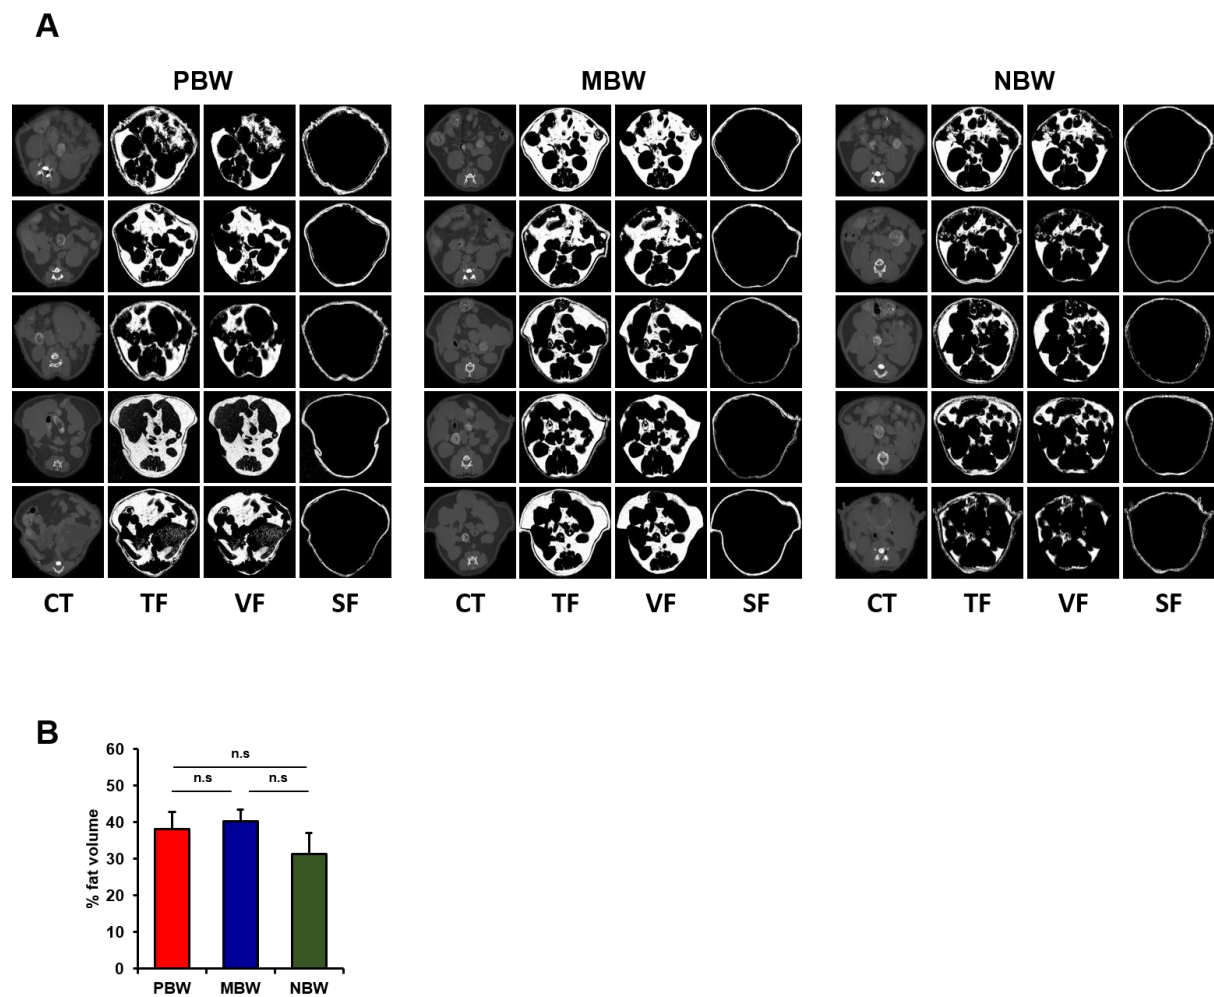 A
PBW MBW NBW
CT TF VF SF CT TF VF SF CT TF VF SF
B
% fat volume
60
50
40
30
20
10
0
n.s
n.s n.s
PBW MBW NBW